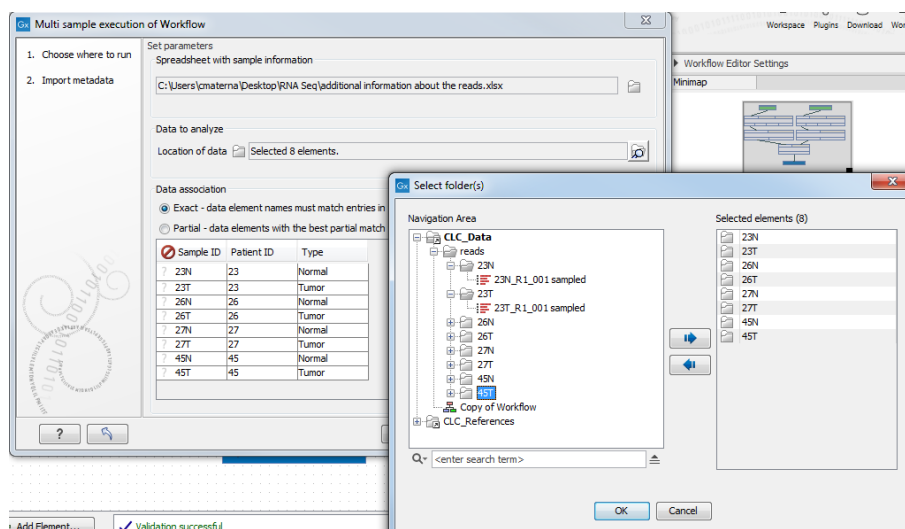 Gx Multi sample execution of Workflow
Workspace Plugins Download
1. Choose where to run
2. Import metadata
Set parameters
Spreadsheet with sample information
C:\Users\cmaterna\Desktop\RNA Seq\additional information about the reads.xlsx
Data to analyze
Location of data Selected 8 elements.
Data association
Exact - data element names must match entries in
Partial - data elements with the best partial match
Sample ID Patient ID Type
? 23N 23 Normal
? 23T 23 Tumor
? 26N 26 Normal
? 26T 26 Tumor
? 27N 27 Normal
? 27T 27 Tumor
? 45N 45 Normal
? 45T 45 Tumor
?
Workflow Editor Settings
Minimap
Gx Select folder(s)
Navigation Area
CLC_Data
reads
23N
23N_R1_001 sampled
23T
23T_R1_001 sampled
26N
26T
27N
27T
45N
45T
Copy of Workflow
CLC_References
<enter search term>
Selected elements (8)
23N
23T
26N
26T
27N
27T
45N
45T
OK Cancel
Add Element...
Validation successful